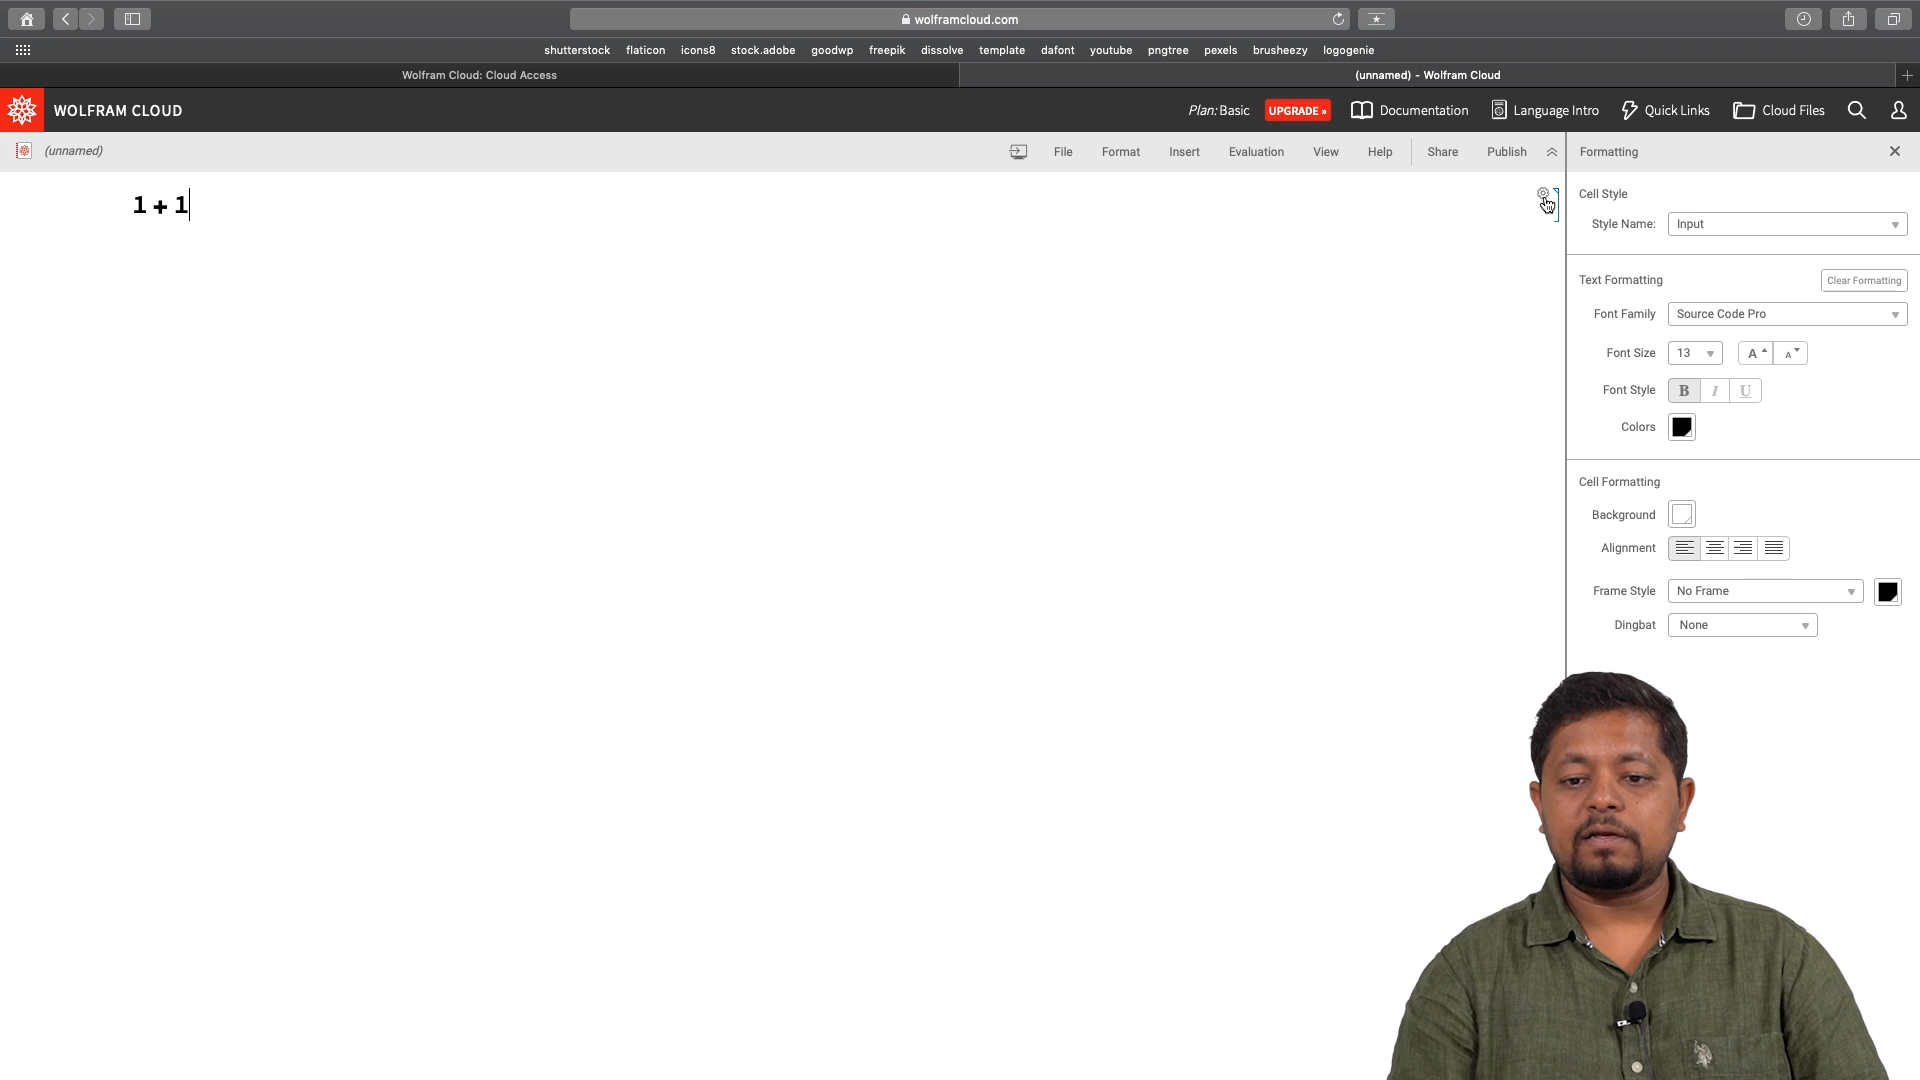 wolframcloud.com
shutterstock flaticon icons8 stock.adobe goodwp freepik dissolve template dafont youtube pngtree pexels brusheezy logogenie
Wolfram Cloud: Cloud Access (unnamed) - Wolfram Cloud
WOLFRAM CLOUD Plan: Basic UPGRADE » Documentation Language Intro Quick Links Cloud Files
(unnamed) File Format Insert Evaluation View Help Share Publish Formatting
1 + 1
Cell Style
Style Name: Input
Text Formatting Clear Formatting
Font Family Source Code Pro
Font Size 13 A A
Font Style B I U
Colors
Cell Formatting
Background
Alignment
Frame Style No Frame
Dingbat None